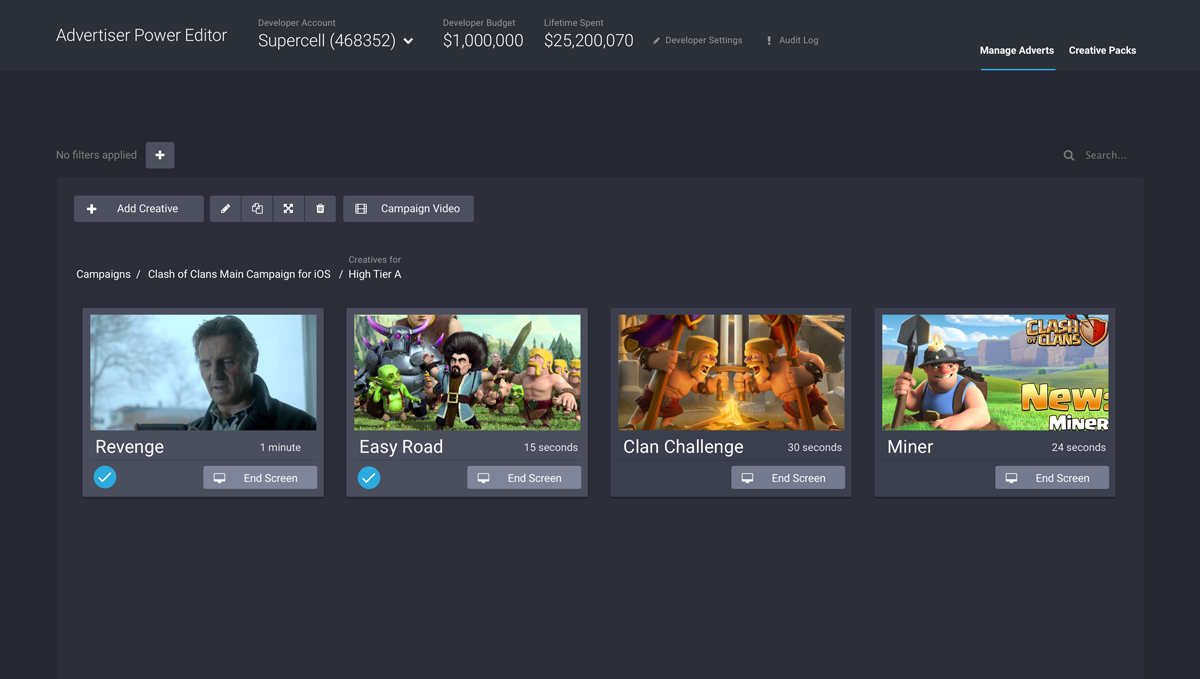 Advertiser Power Editor
Developer Account
Supercell (468352)
Developer Budget
$1,000,000
Lifetime Spent
$25,200,070
Developer Settings
Audit Log
Manage Adverts
Creative Packs
No filters applied
Search...
Add Creative
Campaign Video
Creatives for
Campaigns / Clash of Clans Main Campaign for iOS / High Tier A
Revenge
1 minute
End Screen
Easy Road
15 seconds
End Screen
Clan Challenge
30 seconds
End Screen
CLASH
OF CLANS
New:
Miner
Miner
24 seconds
End Screen